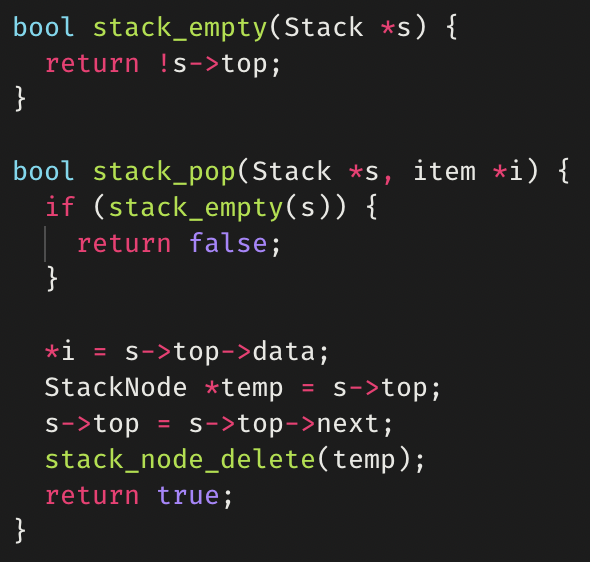 bool stack_empty(Stack *s) {
  return !s->top;
}

bool stack_pop(Stack *s, item *i) {
  if (stack_empty(s)) {
    return false;
  }

  *i = s->top->data;
  StackNode *temp = s->top;
  s->top = s->top->next;
  stack_node_delete(temp);
  return true;
}